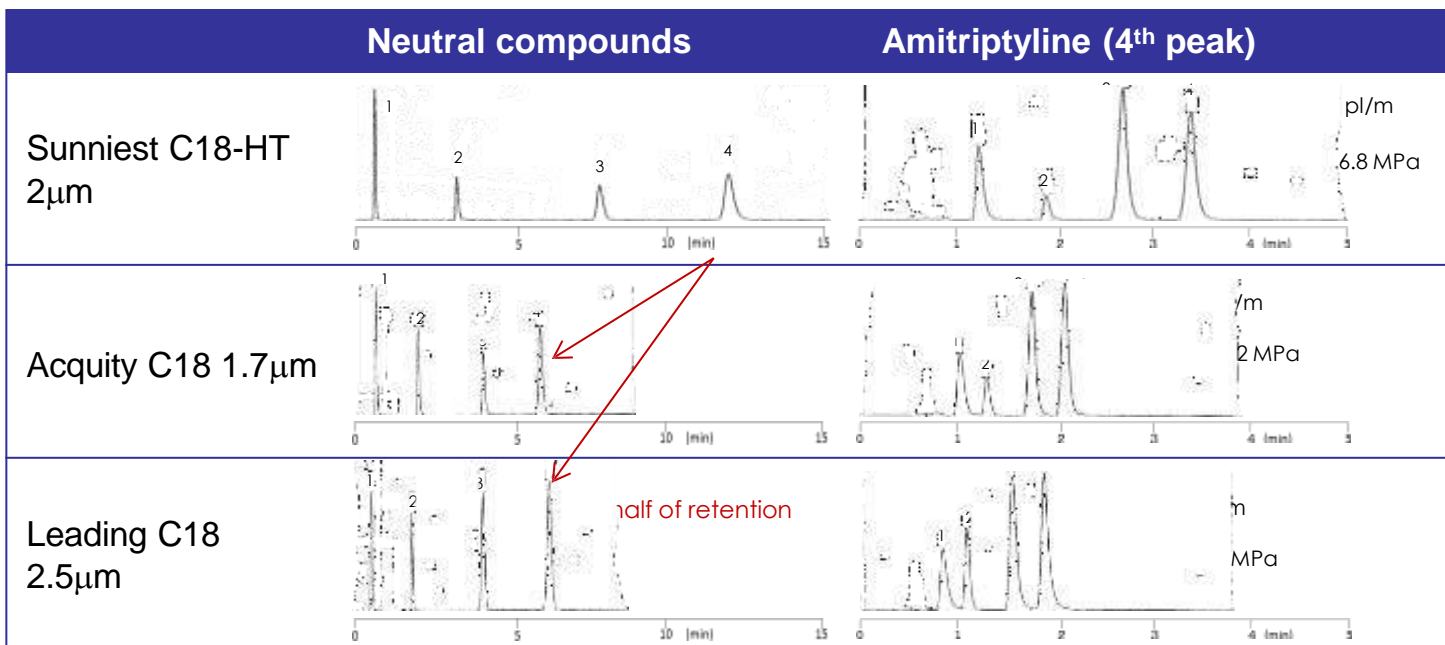 Neutral compounds Amitriptyline (4th peak)
Sunniest C18-HT
2μm
1
2
3
4
0 5 10 [min] 15
1
2
4
pl/m
6.8 MPa
0 1 2 3 4 (min) 5
Acquity C18 1.7μm
1
2
0 5 10 [min] 15
2
/m
2 MPa
0 1 2 3 4 (min) 5
Leading C18
2.5μm
1
2
half of retention
0 5 10 [min] 15
1
2
m
MPa
0 1 2 3 4 (min) 5